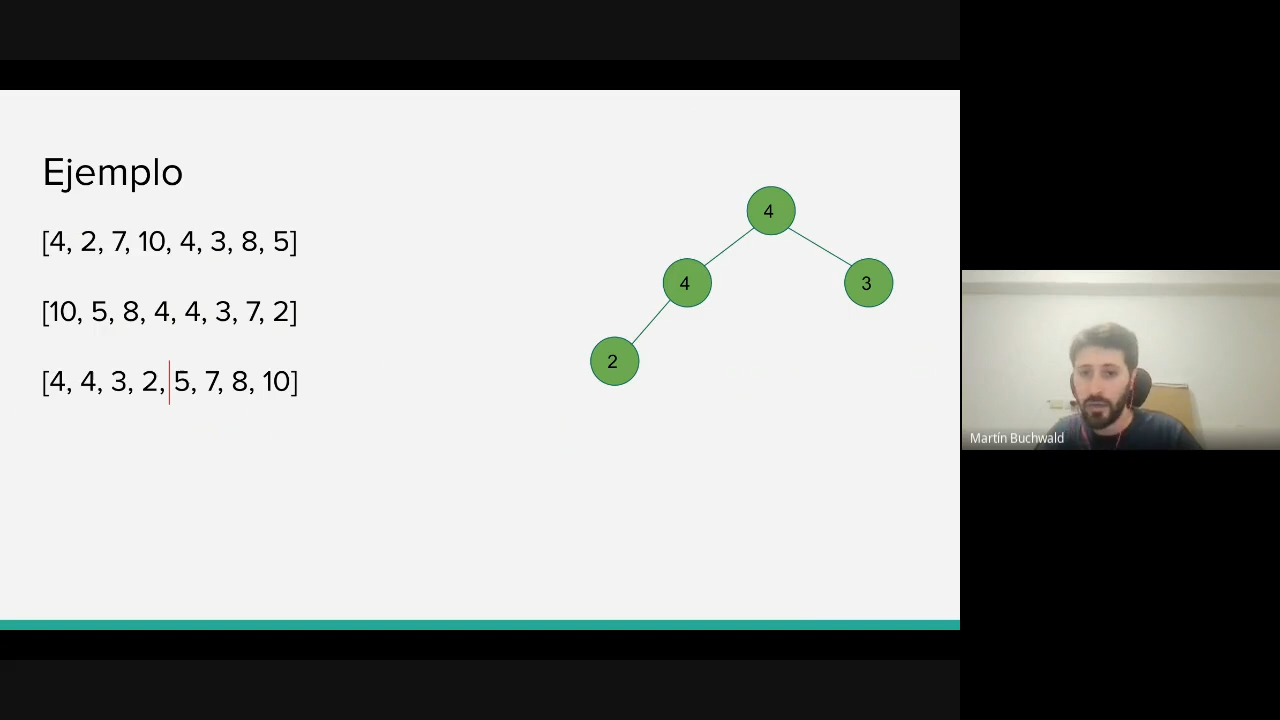 Ejemplo
[4, 2, 7, 10, 4, 3, 8, 5]
[10, 5, 8, 4, 4, 3, 7, 2]
[4, 4, 3, 2, 5, 7, 8, 10]
4
4
3
2
Martín Buchwald